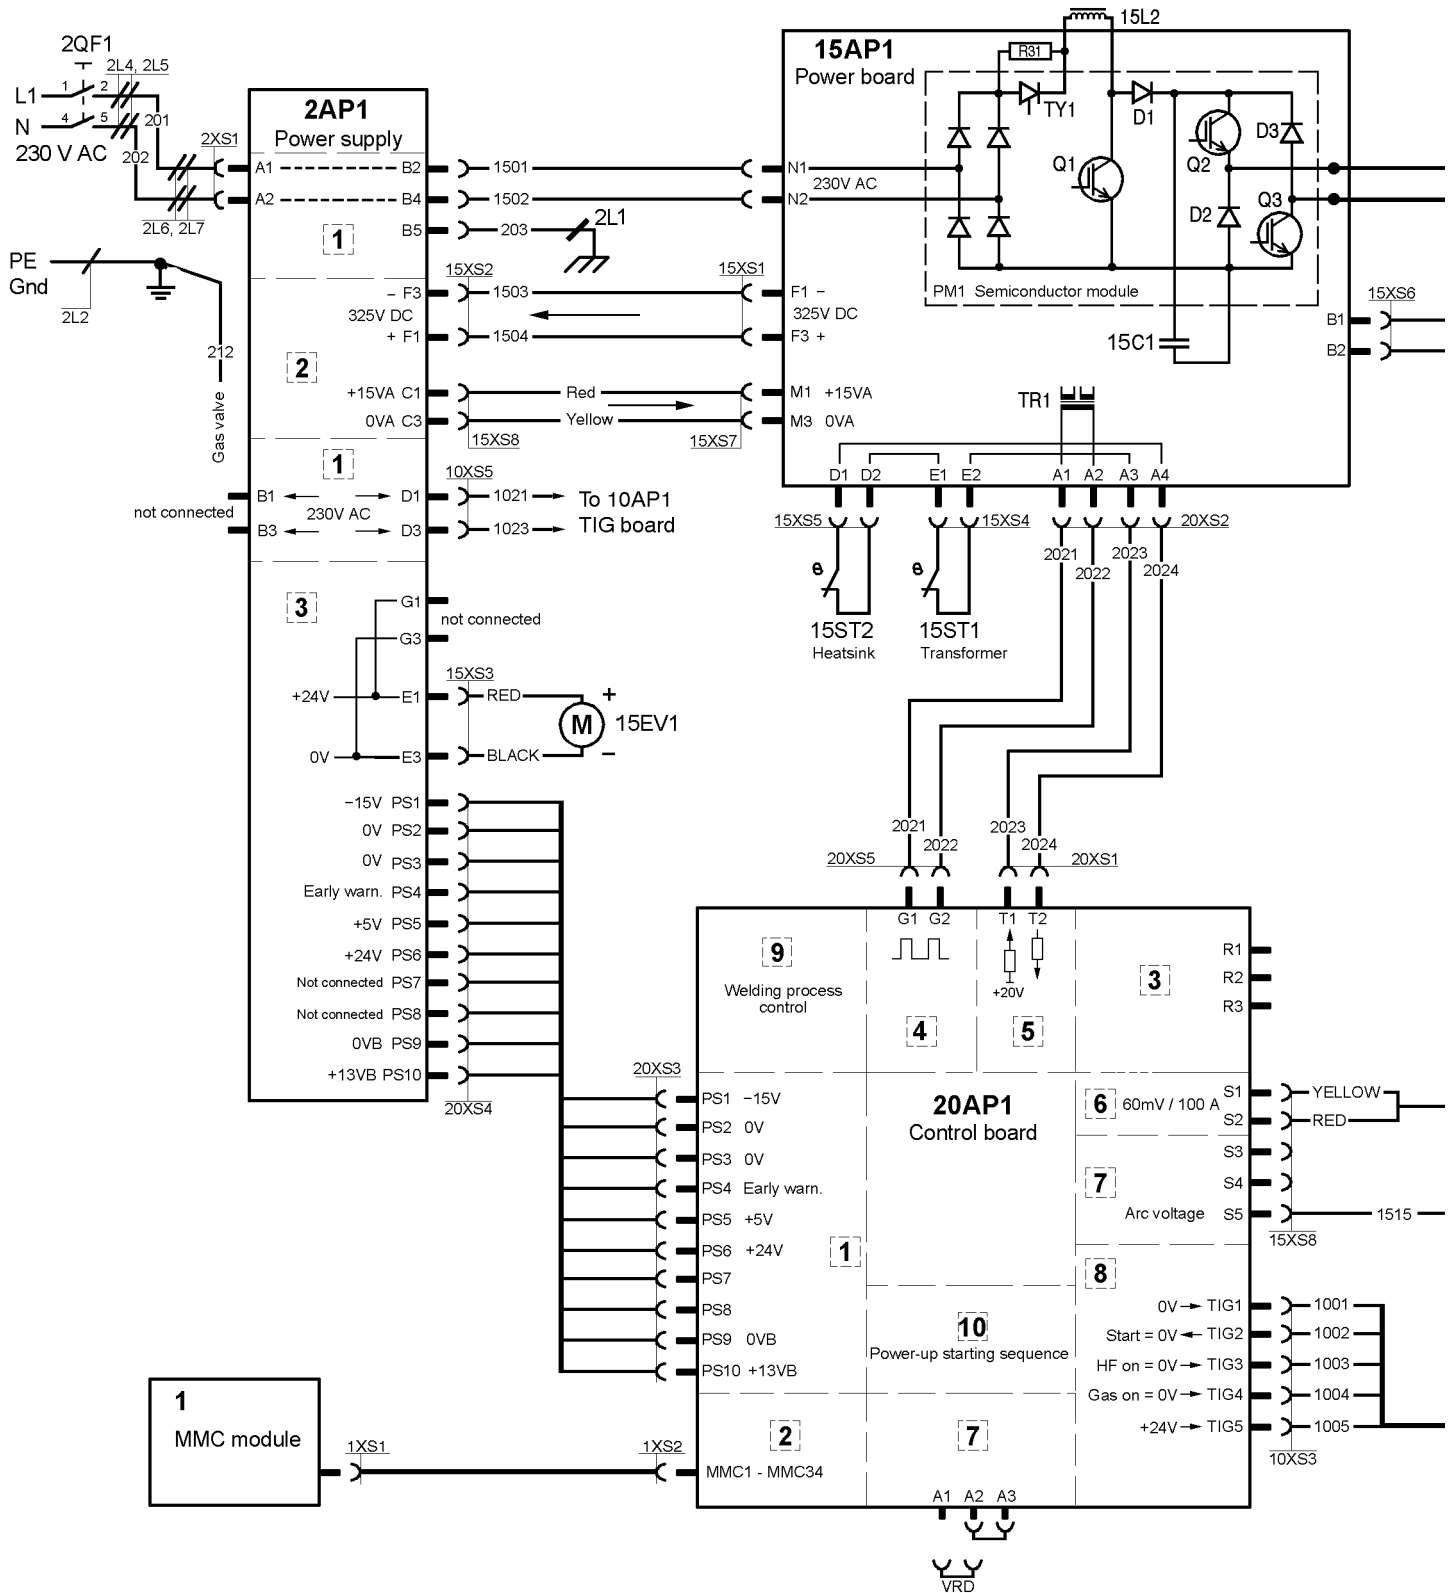 2QF1
2L4, 2L5
L1
1
2
N
4
5
201
202
230 V AC
2XS1
2L6, 2L7
PE
Gnd
2L2
212
Gas valve
2AP1
Power supply
A1
B2
A2
B4
B5
1
1501
1502
203
2L1
15XS2
15XS1
− F3
1503
325V DC
+ F1
1504
2
+15VA C1
Red
0VA C3
Yellow
15XS8
15XS7
1
10XS5
B1
D1
1021
not connected
230V AC
B3
D3
1023
To 10AP1
TIG board
3
G1
not connected
G3
15XS3
+24V
E1
RED
+
M
15EV1
0V
E3
BLACK
−
−15V PS1
0V PS2
0V PS3
Early warn. PS4
+5V PS5
+24V PS6
Not connected PS7
Not connected PS8
0VB PS9
+13VB PS10
20XS4
15L2
15AP1
Power board
R31
TY1
D1
Q1
Q2
D3
D2
Q3
N1
230V AC
N2
PM1 Semiconductor module
F1 −
325V DC
F3 +
15C1
15XS6
B1
B2
M1 +15VA
M3 0VA
TR1
D1
D2
E1
E2
A1
A2
A3
A4
15XS5
15XS4
20XS2
2021
2022
2023
2024
θ
θ
15ST2
Heatsink
15ST1
Transformer
2021
2022
2023
2024
20XS5
20XS1
G1
G2
T1
T2
+20V
9
Welding process
control
4
5
3
R1
R2
R3
20XS3
20AP1
Control board
PS1 −15V
PS2 0V
PS3 0V
PS4 Early warn.
PS5 +5V
PS6 +24V
PS7
PS8
PS9 0VB
PS10 +13VB
1
6
60mV / 100 A
S1
YELLOW
S2
RED
S3
7
S4
Arc voltage
S5
1515
15XS8
8
10
Power-up starting sequence
0V
TIG1
1001
Start = 0V
TIG2
1002
HF on = 0V
TIG3
1003
Gas on = 0V
TIG4
1004
+24V
TIG5
1005
10XS3
1
MMC module
1XS1
1XS2
2
MMC1 - MMC34
7
A1
A2
A3
VRD